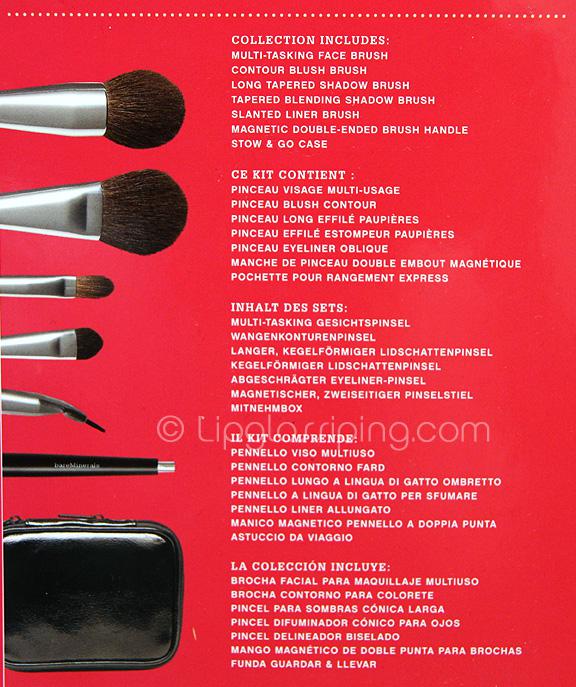 COLLECTION INCLUDES:
MULTI-TASKING FACE BRUSH
CONTOUR BLUSH BRUSH
LONG TAPERED SHADOW BRUSH
TAPERED BLENDING SHADOW BRUSH
SLANTED LINER BRUSH
MAGNETIC DOUBLE-ENDED BRUSH HANDLE
STOW & GO CASE
CE KIT CONTIENT :
PINCEAU VISAGE MULTI-USAGE
PINCEAU BLUSH CONTOUR
PINCEAU LONG EFFILÉ PAUPIÈRES
PINCEAU EFFILÉ ESTOMPEUR PAUPIÈRES
PINCEAU EYELINER OBLIQUE
MANCHE DE PINCEAU DOUBLE EMBOUT MAGNÉTIQUE
POCHETTE POUR RANGEMENT EXPRESS
INHALT DES SETS:
MULTI-TASKING GESICHTSPINSEL
WANGENKONTURENPINSEL
LANGER, KEGELFÖRMIGER LIDSCHATTENPINSEL
KEGELFÖRMIGER LIDSCHATTENPINSEL
ABGESCHRÄGTER EYELINER-PINSEL
MAGNETISCHER, ZWEISEITIGER PINSELSTIEL
MITNEHMBOX
© Lipglossiping.com
IL KIT COMPRENDE:
PENNELLO VISO MULTIUSO
PENNELLO CONTORNO FARD
PENNELLO LUNGO A LINGUA DI GATTO OMBRETTO
PENNELLO A LINGUA DI GATTO PER SFUMARE
PENNELLO LINER ALLUNGATO
MANICO MAGNETICO PENNELLO A DOPPIA PUNTA
ASTUCCIO DA VIAGGIO
bareMinerals
LA COLECCIÓN INCLUYE:
BROCHA FACIAL PARA MAQUILLAJE MULTIUSO
BROCHA CONTORNO PARA COLORETE
PINCEL PARA SOMBRAS CÓNICA LARGA
PINCEL DIFUMINADOR CÓNICO PARA OJOS
PINCEL DELINEADOR BISELADO
MANGO MAGNÉTICO DE DOBLE PUNTA PARA BROCHAS
FUNDA GUARDAR & LLEVAR